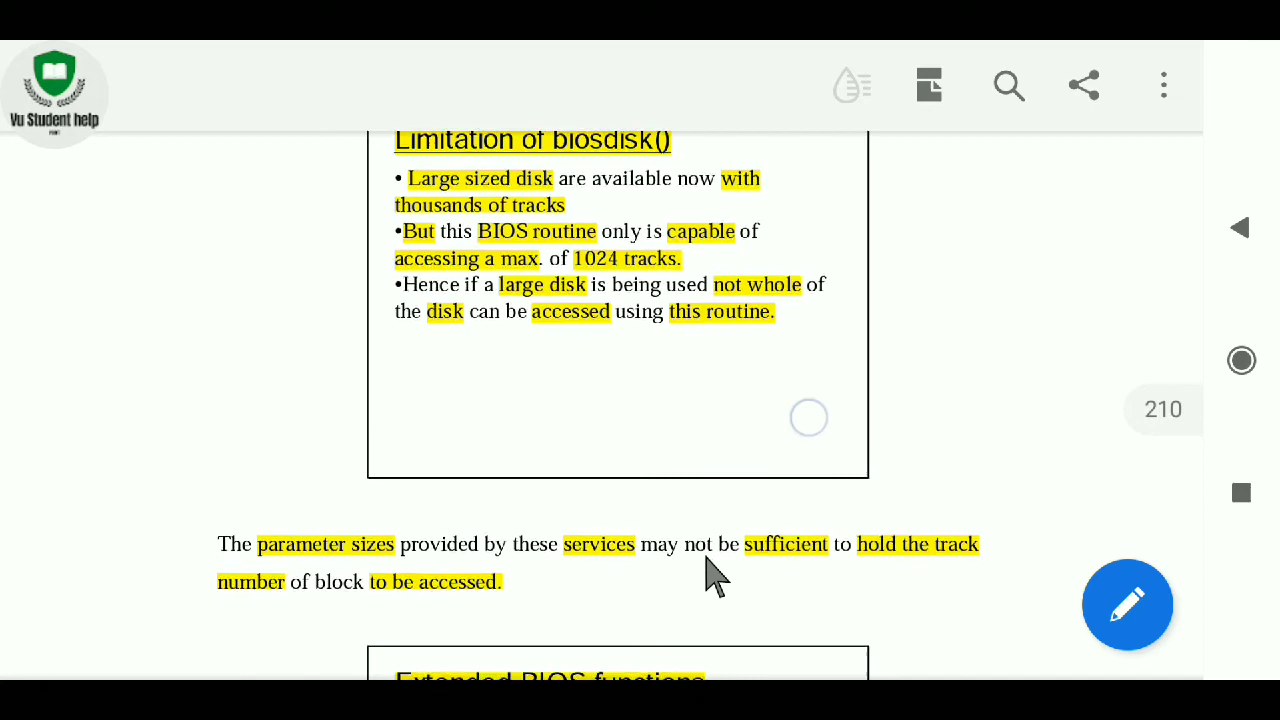 Vu Student help
Limitation of biosdisk()
• Large sized disk are available now with
thousands of tracks
•But this BIOS routine only is capable of
accessing a max. of 1024 tracks.
•Hence if a large disk is being used not whole of
the disk can be accessed using this routine.
210
The parameter sizes provided by these services may not be sufficient to hold the track
number of block to be accessed.
Extended BIOS functions